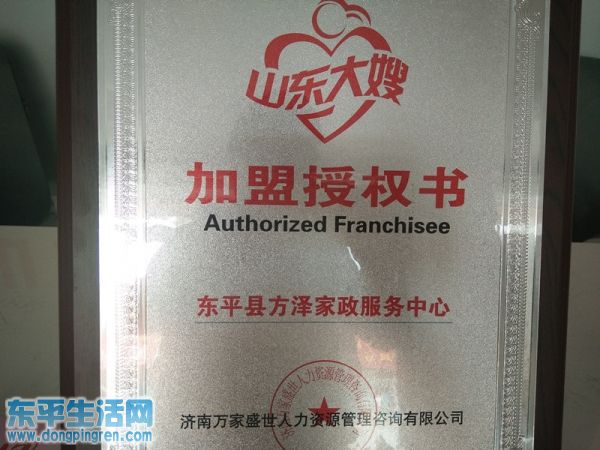 山东大嫂
加盟授权书
Authorized Franchisee
东平县方泽家政服务中心
济南万家盛世人力资源管理咨询有限公司
东平生活网
www.dongpingren.com